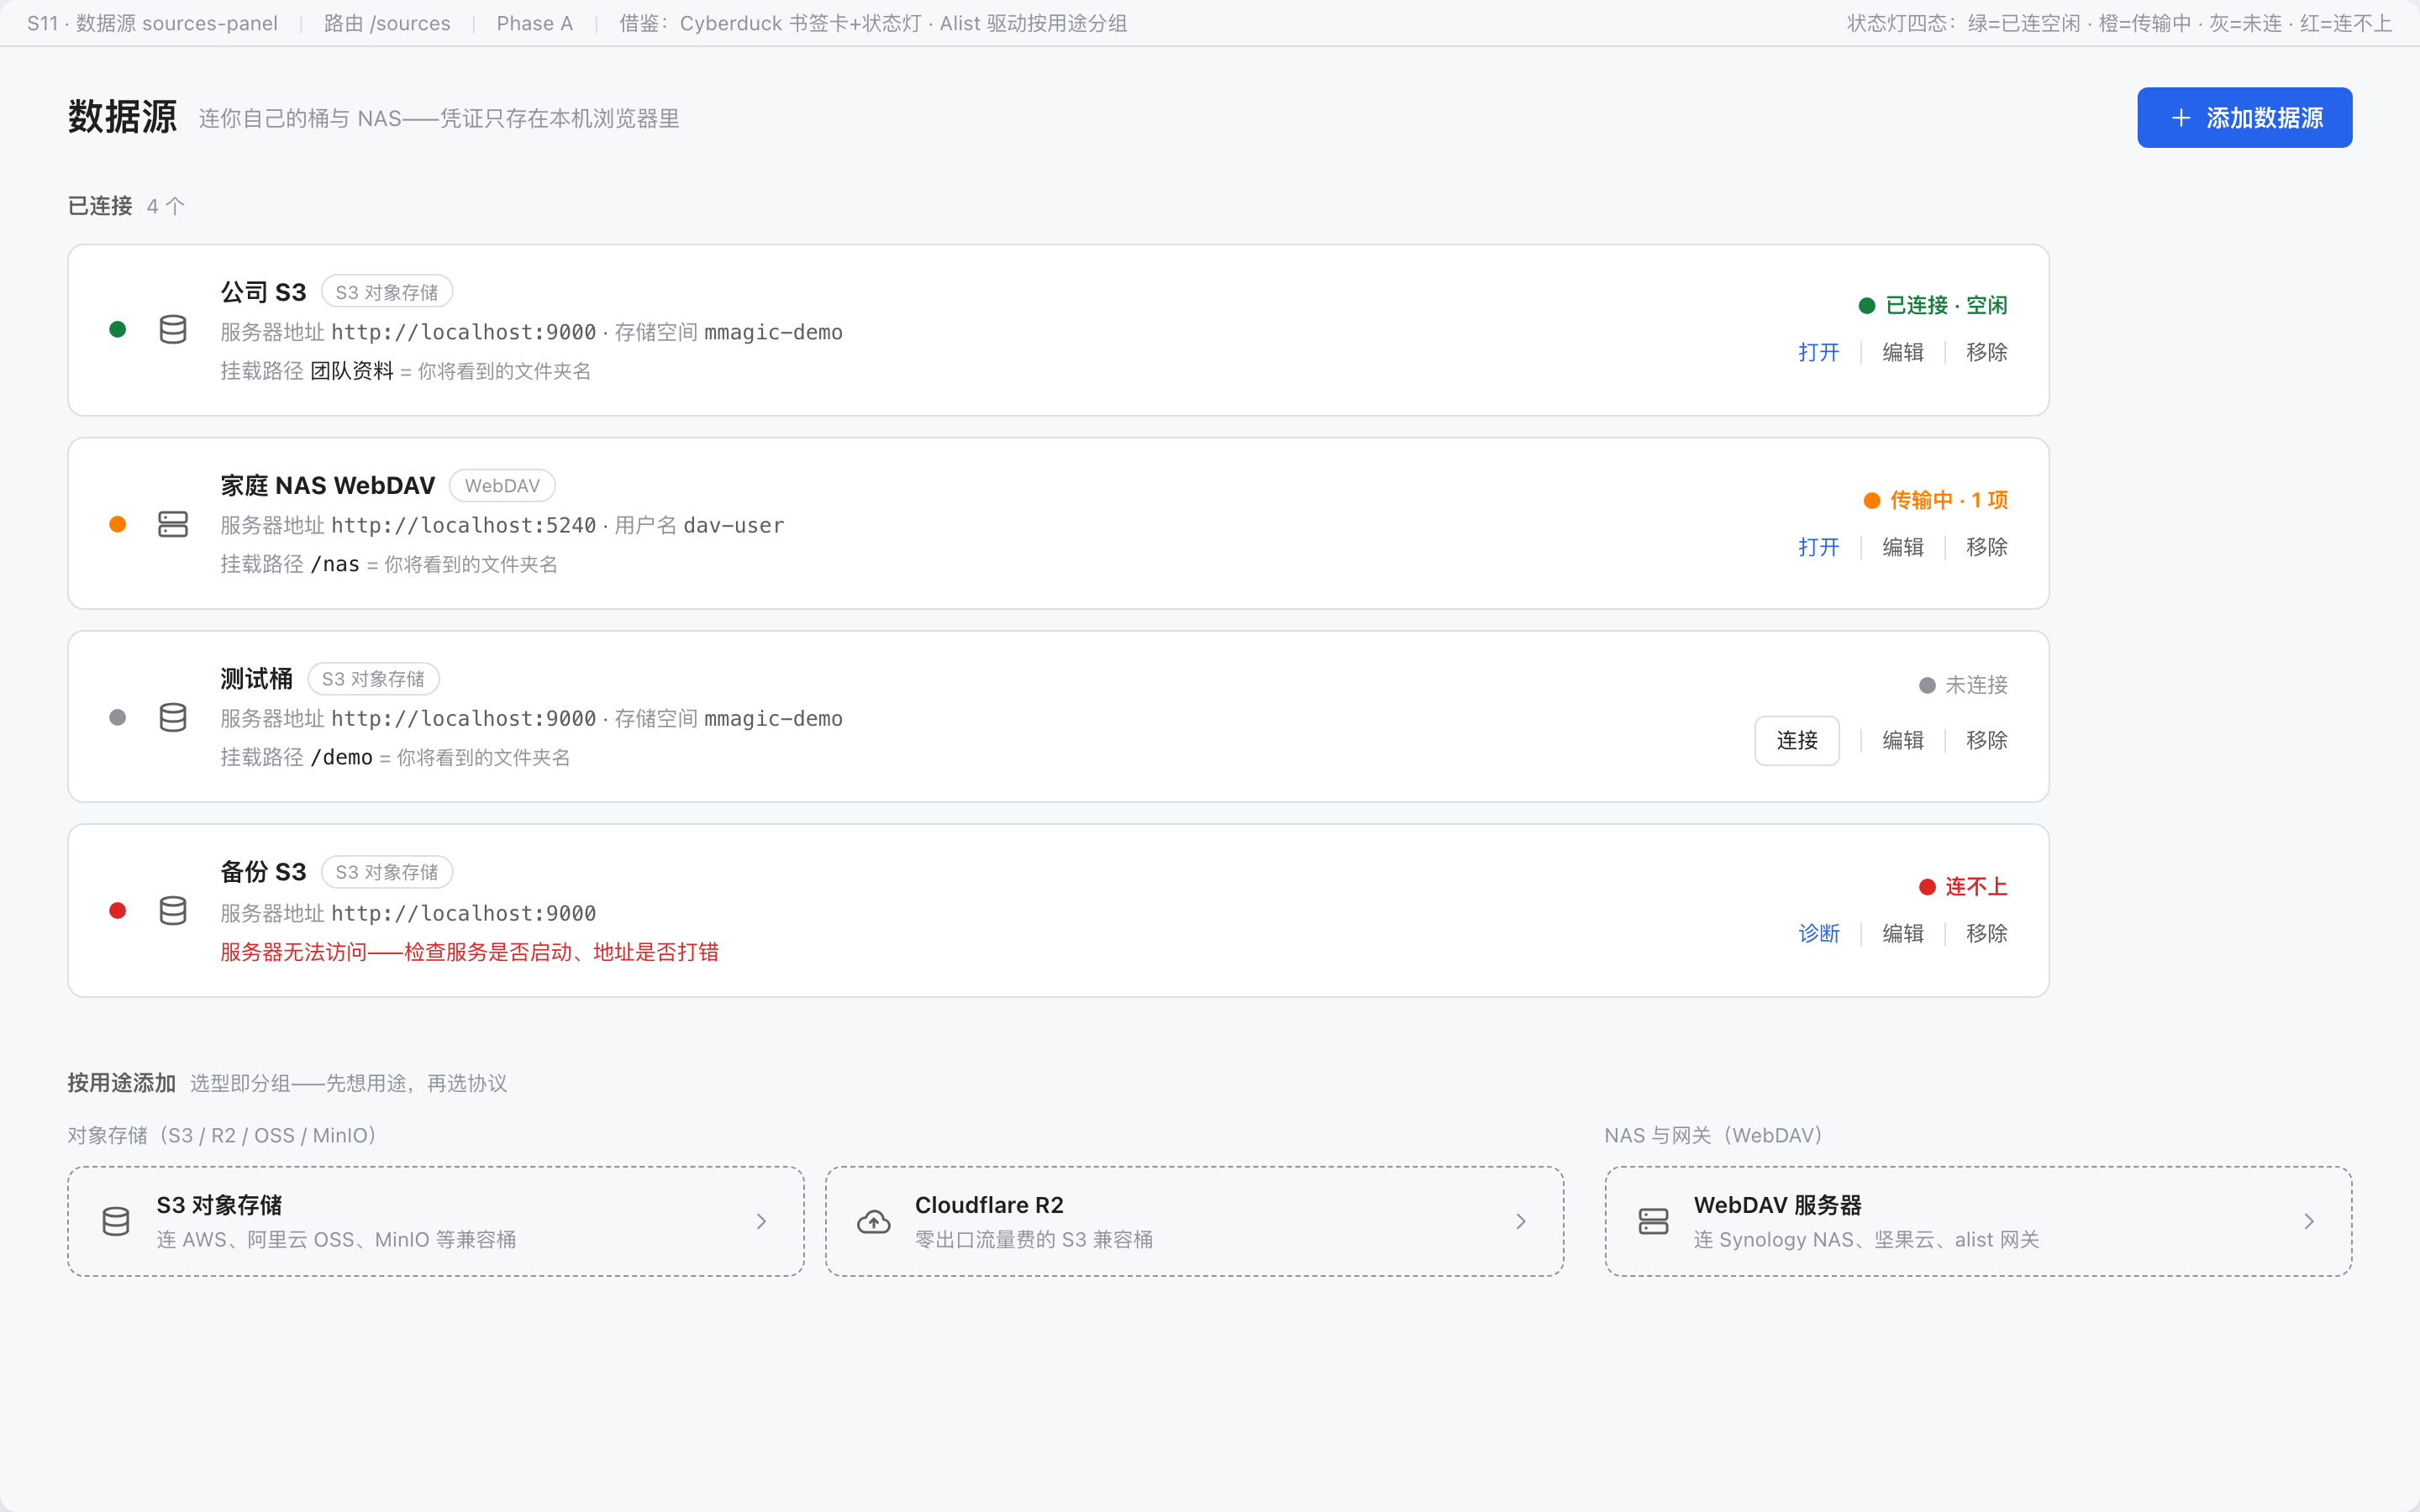 S11 · 数据源 sources-panel | 路由 /sources | Phase A | 借鉴：Cyberduck 书签卡+状态灯 · Alist 驱动按用途分组
状态灯四态：绿=已连空闲 · 橙=传输中 · 灰=未连 · 红=连不上
数据源 连你自己的桶与 NAS——凭证只存在本机浏览器里
+ 添加数据源
已连接 4 个
公司 S3 S3 对象存储
服务器地址 http://localhost:9000 · 存储空间 mmagic-demo
挂载路径 团队资料 = 你将看到的文件夹名
已连接 · 空闲
打开 | 编辑 | 移除
家庭 NAS WebDAV WebDAV
服务器地址 http://localhost:5240 · 用户名 dav-user
挂载路径 /nas = 你将看到的文件夹名
传输中 · 1 项
打开 | 编辑 | 移除
测试桶 S3 对象存储
服务器地址 http://localhost:9000 · 存储空间 mmagic-demo
挂载路径 /demo = 你将看到的文件夹名
未连接
连接 | 编辑 | 移除
备份 S3 S3 对象存储
服务器地址 http://localhost:9000
服务器无法访问——检查服务是否启动、地址是否打错
连不上
诊断 | 编辑 | 移除
按用途添加 选型即分组——先想用途，再选协议
对象存储（S3 / R2 / OSS / MinIO）
S3 对象存储
连 AWS、阿里云 OSS、MinIO 等兼容桶
Cloudflare R2
零出口流量费的 S3 兼容桶
NAS 与网关（WebDAV）
WebDAV 服务器
连 Synology NAS、坚果云、alist 网关